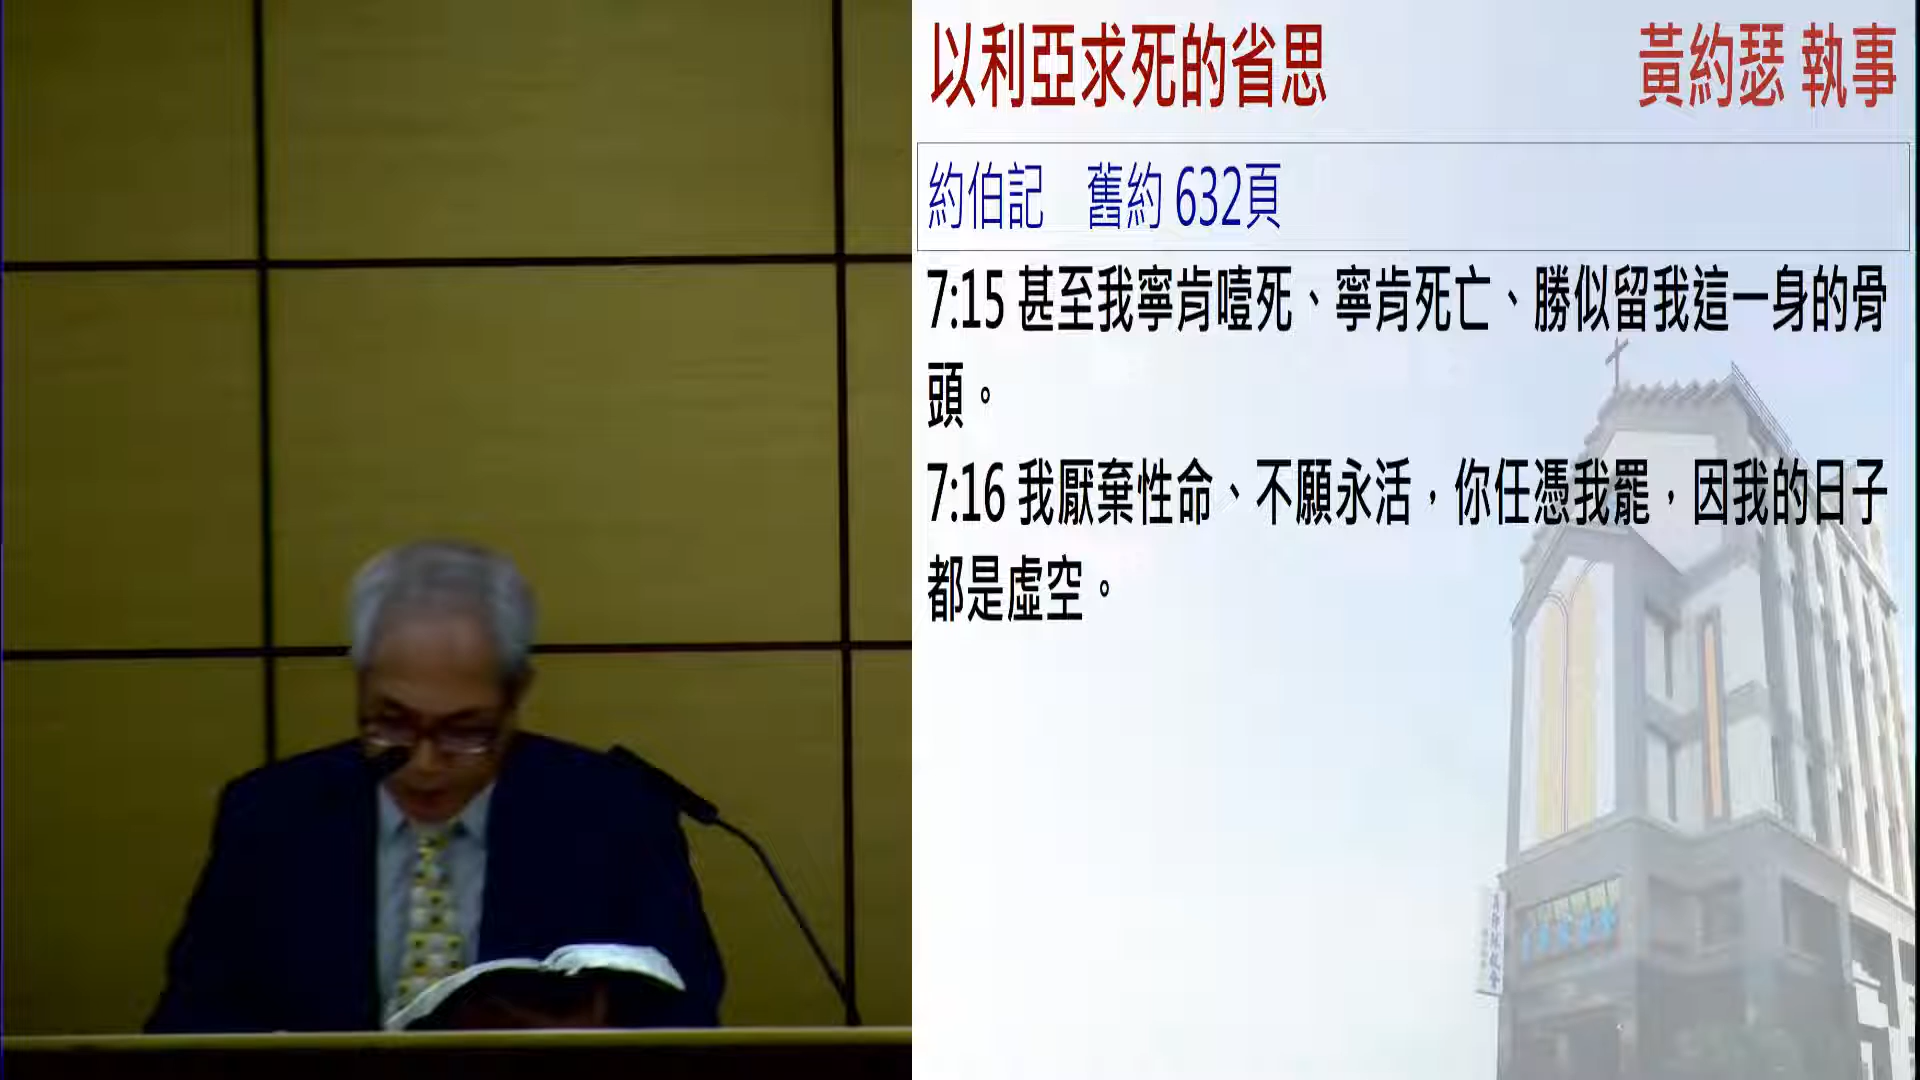 以利亞求死的省思
黃約瑟 執事
約伯記　舊約 632頁
7:15 甚至我寧肯噎死、寧肯死亡、勝似留我這一身的骨
頭。
7:16 我厭棄性命、不願永活，你任憑我罷，因我的日子
都是虛空。